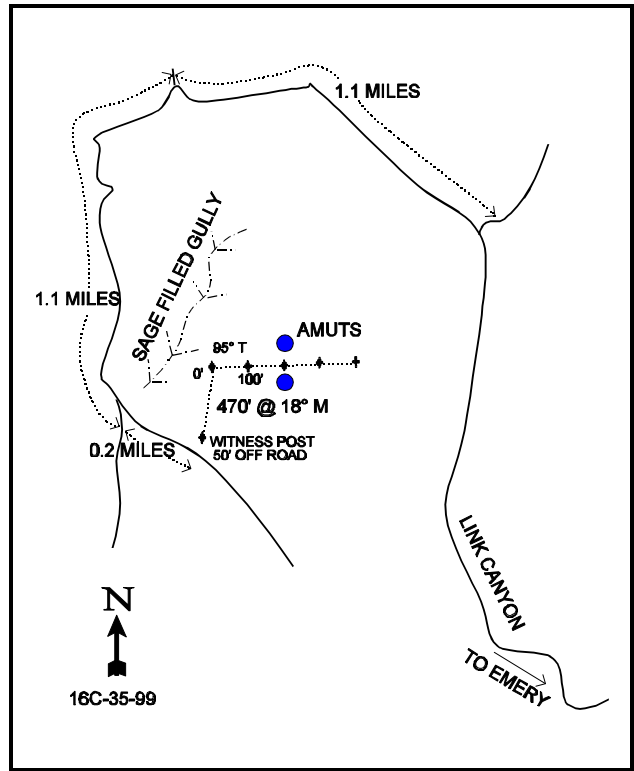 1.1 MILES
SAGE FILLED GULLY
1.1 MILES
AMUTS
95° T
0'
100'
470' @ 18° M
WITNESS POST
50' OFF ROAD
0.2 MILES
LINK CANYON
TO EMERY
N
16C-35-99